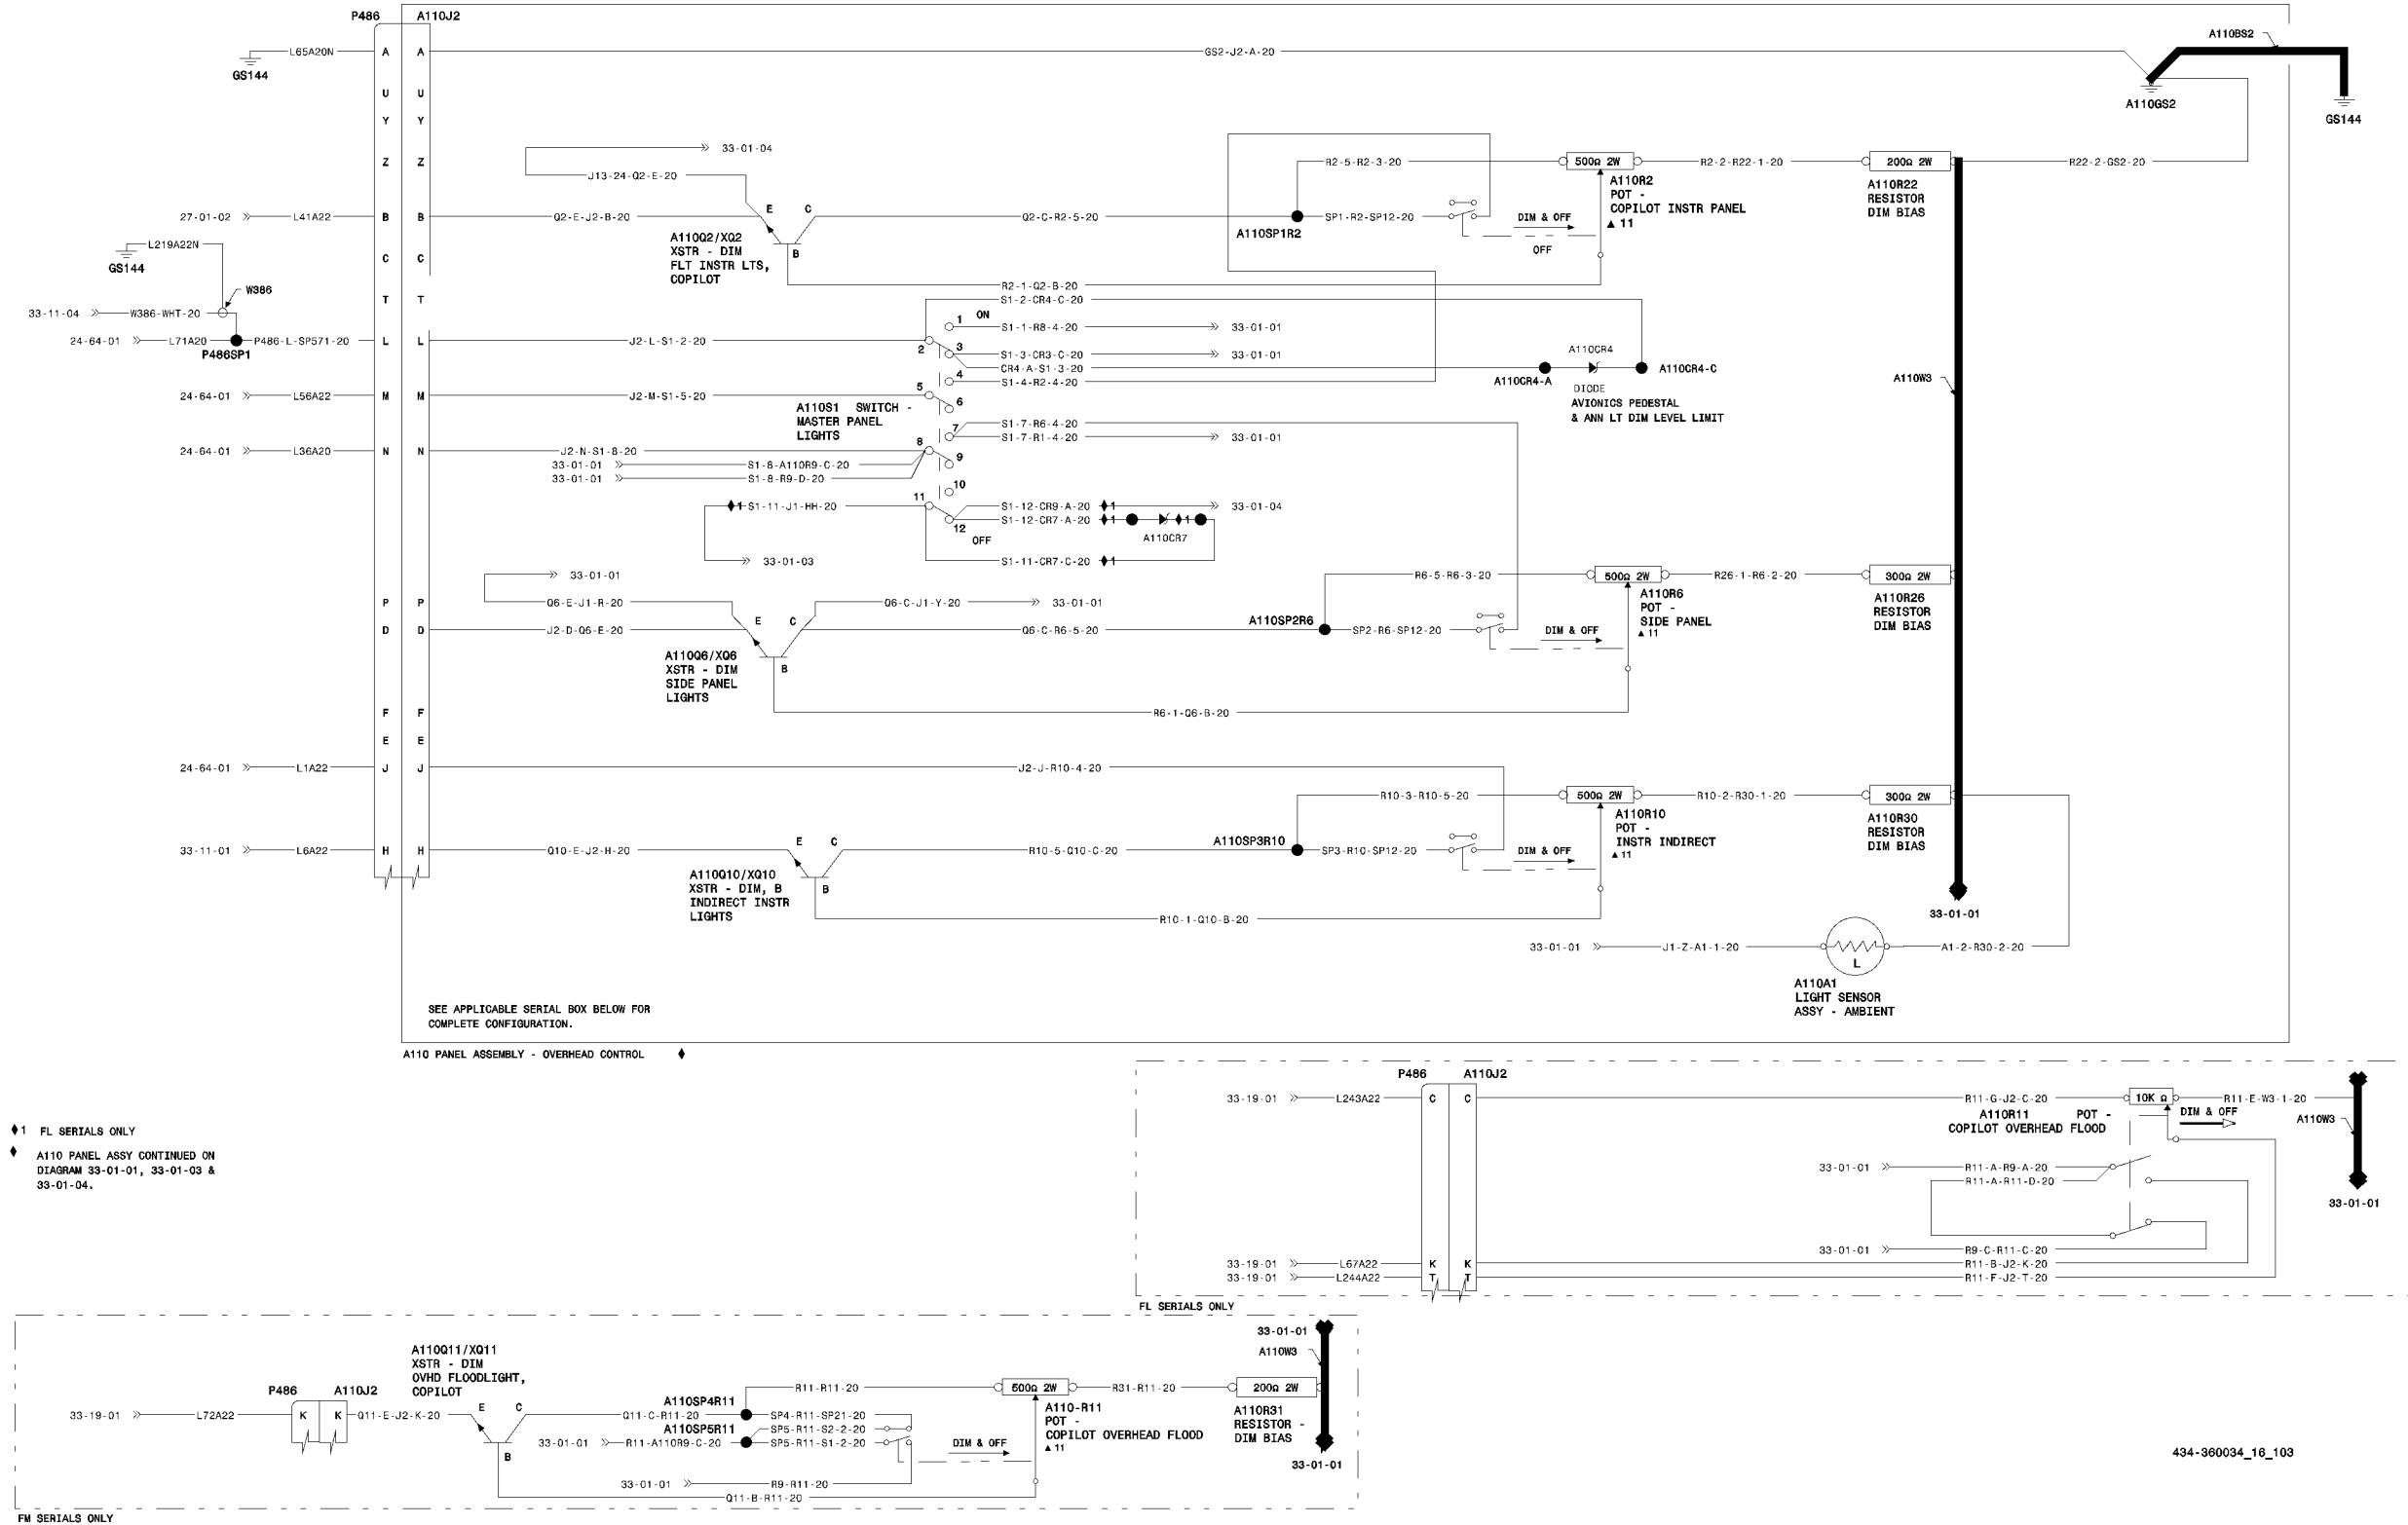 P486 A110J2
A110BS2
L65A20N A A GS2-J2-A-20
GS144
A110GS2
GS144
U U
Y Y
33-01-04
Z Z
J13-24-Q2-E-20
R2-5-R2-3-20 500Ω 2W R2-2-R22-1-20 200Ω 2W R22-2-GS2-20
A110R2
POT -
COPILOT INSTR PANEL
▲ 11
A110R22
RESISTOR
DIM BIAS
27-01-02 L41A22 B B Q2-E-J2-B-20 E C Q2-C-R2-5-20 SP1-R2-SP12-20 DIM & OFF
A110SP1R2
OFF
B
A110Q2/XQ2
XSTR - DIM
FLT INSTR LTS,
COPILOT
L219A22N
GS144
C C
W386
R2-1-Q2-B-20
T T S1-2-CR4-C-20
33-11-04 W386-WHT-20
1 ON S1-1-R8-4-20 33-01-01
24-64-01 L71A20 P486-L-SP571-20 L L J2-L-S1-2-20 2
P486SP1
3 S1-3-CR3-C-20 33-01-01
CR4-A-S1-3-20
4 S1-4-R2-4-20
A110CR4
A110CR4-A A110CR4-C
DIODE
AVIONICS PEDESTAL
& ANN LT DIM LEVEL LIMIT
A110W3
24-64-01 L56A22 M M J2-M-S1-5-20 5
6
A110S1 SWITCH -
MASTER PANEL
LIGHTS
7 S1-7-R6-4-20
S1-7-R1-4-20 33-01-01
24-64-01 L36A20 N N J2-N-S1-8-20 8
33-01-01 S1-8-A110R9-C-20 9
33-01-01 S1-8-R9-D-20
10
♦1 S1-11-J1-HH-20 11 S1-12-CR9-A-20 ♦1 33-01-04
12 S1-12-CR7-A-20 ♦1 ♦1
OFF A110CR7
33-01-03 S1-11-CR7-C-20 ♦1
33-01-01
R6-5-R6-3-20 500Ω 2W R26-1-R6-2-20 300Ω 2W
A110R6
POT -
SIDE PANEL
▲ 11
A110R26
RESISTOR
DIM BIAS
P P Q6-E-J1-R-20 Q6-C-J1-Y-20 33-01-01
D D J2-D-Q6-E-20 E C Q6-C-R6-5-20 A110SP2R6 SP2-R6-SP12-20 DIM & OFF
B
A110Q6/XQ6
XSTR - DIM
SIDE PANEL
LIGHTS
F F R6-1-Q6-B-20
E E
24-64-01 L1A22 J J J2-J-R10-4-20
R10-3-R10-5-20 500Ω 2W R10-2-R30-1-20 300Ω 2W
A110R10
POT -
INSTR INDIRECT
▲ 11
A110R30
RESISTOR
DIM BIAS
33-11-01 L6A22 H H Q10-E-J2-H-20 E C R10-5-Q10-C-20 A110SP3R10 SP3-R10-SP12-20 DIM & OFF
B
A110Q10/XQ10
XSTR - DIM, B
INDIRECT INSTR
LIGHTS
R10-1-Q10-B-20
33-01-01
33-01-01 J1-Z-A1-1-20 L A1-2-R30-2-20
A110A1
LIGHT SENSOR
ASSY - AMBIENT
SEE APPLICABLE SERIAL BOX BELOW FOR
COMPLETE CONFIGURATION.
A110 PANEL ASSEMBLY - OVERHEAD CONTROL ♦
♦1 FL SERIALS ONLY
♦ A110 PANEL ASSY CONTINUED ON
DIAGRAM 33-01-01, 33-01-03 &
33-01-04.
P486 A110J2
33-19-01 L243A22 C C R11-G-J2-C-20 10K Ω R11-E-W3-1-20
A110R11 POT -
COPILOT OVERHEAD FLOOD
DIM & OFF
A110W3
33-01-01 R11-A-R9-A-20
R11-A-R11-D-20
33-01-01
33-01-01 R9-C-R11-C-20
33-19-01 L67A22 K K R11-B-J2-K-20
33-19-01 L244A22 T T R11-F-J2-T-20
FL SERIALS ONLY
33-01-01
A110W3
A110Q11/XQ11
XSTR - DIM
OVHD FLOODLIGHT,
COPILOT
P486 A110J2
R11-R11-20 500Ω 2W R31-R11-20 200Ω 2W
A110SP4R11
33-19-01 L72A22 K K Q11-E-J2-K-20 E C Q11-C-R11-20 SP4-R11-SP21-20
A110SP5R11 SP5-R11-S2-2-20
33-01-01 R11-A110R9-C-20 SP5-R11-S1-2-20 DIM & OFF
B
A110-R11
POT -
COPILOT OVERHEAD FLOOD
▲ 11
A110R31
RESISTOR -
DIM BIAS
33-01-01
33-01-01 R9-R11-20
Q11-B-R11-20
FM SERIALS ONLY
434-360034_16_103